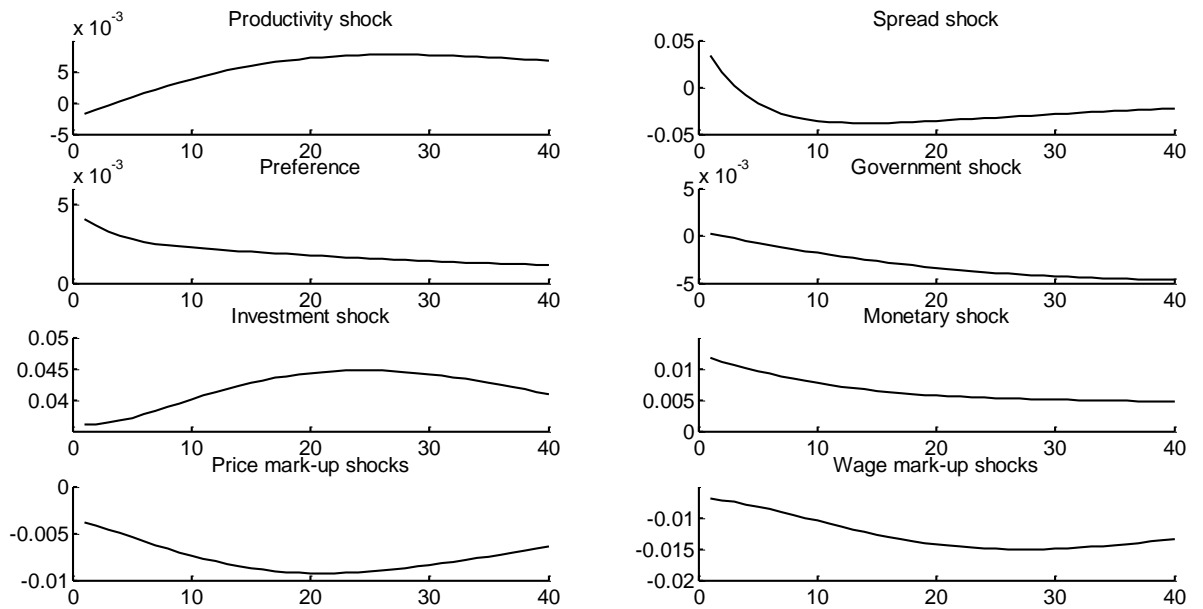 Productivity shock
x 10^-3
5
0
-5
0 10 20 30 40
Spread shock
0.05
0
-0.05
0 10 20 30 40
Preference
x 10^-3
5
0
0 10 20 30 40
Government shock
x 10^-3
5
0
-5
0 10 20 30 40
Investment shock
0.05
0.045
0.04
0 10 20 30 40
Monetary shock
0.01
0.005
0
0 10 20 30 40
Price mark-up shocks
0
-0.005
-0.01
0 10 20 30 40
Wage mark-up shocks
-0.01
-0.015
-0.02
0 10 20 30 40